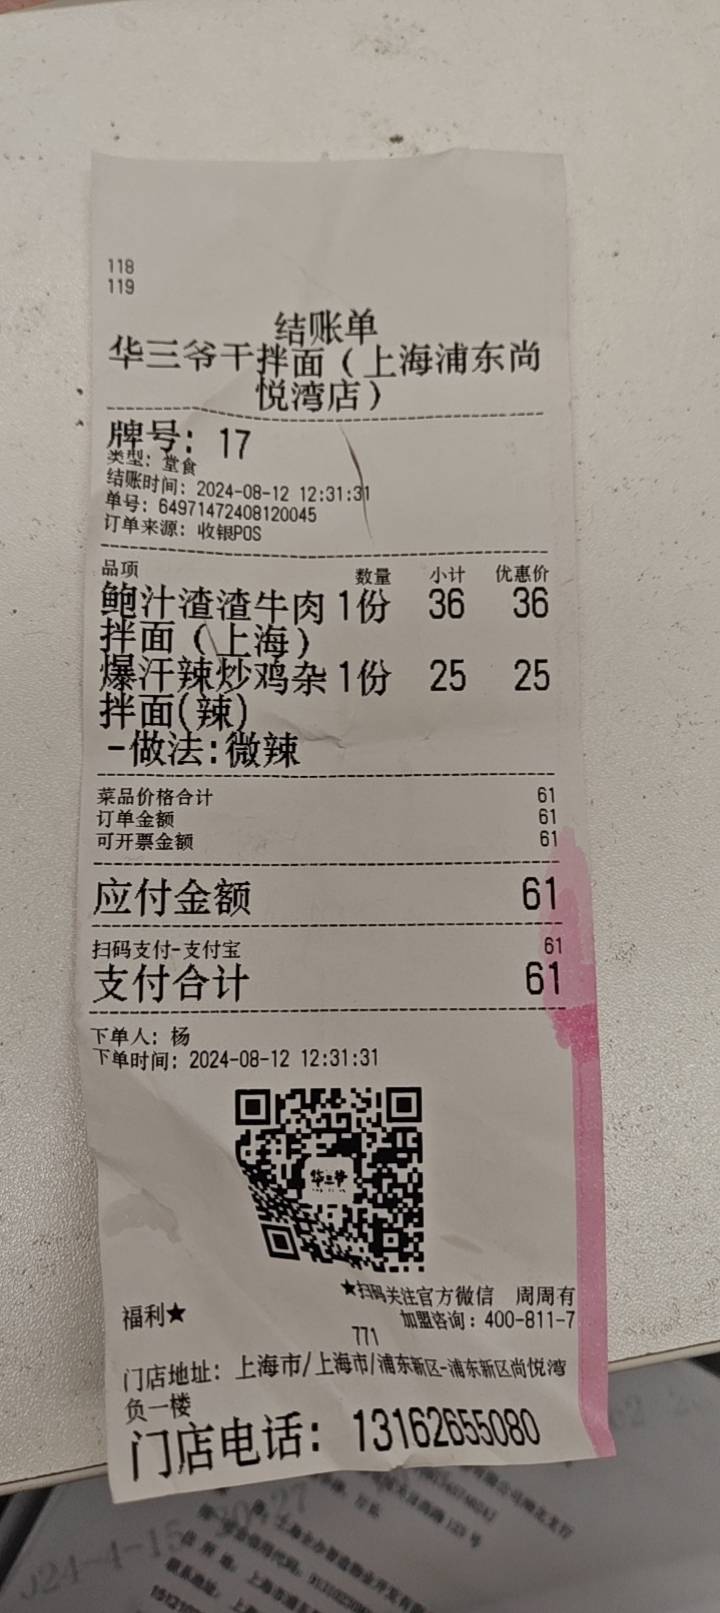 118
119
结账单
华三爷干拌面（上海浦东尚
悦湾店）
牌号：17
类型：堂食
结账时间：2024-08-12 12:31:31
单号：64971472408120045
订单来源：收银POS
品项 数量 小计 优惠价
鲍汁渣渣牛肉 1份 36 36
拌面（上海）
爆汗辣炒鸡杂 1份 25 25
拌面(辣)
-做法:微辣
菜品价格合计 61
订单金额 61
可开票金额 61
应付金额 61
扫码支付-支付宝 61
支付合计 61
下单人：杨
下单时间：2024-08-12 12:31:31
华三爷
★扫码关注官方微信 周周有
福利★
加盟咨询：400-811-7
771
门店地址：上海市/上海市/浦东新区-浦东新区尚悦湾
负一楼
门店电话：13162655080